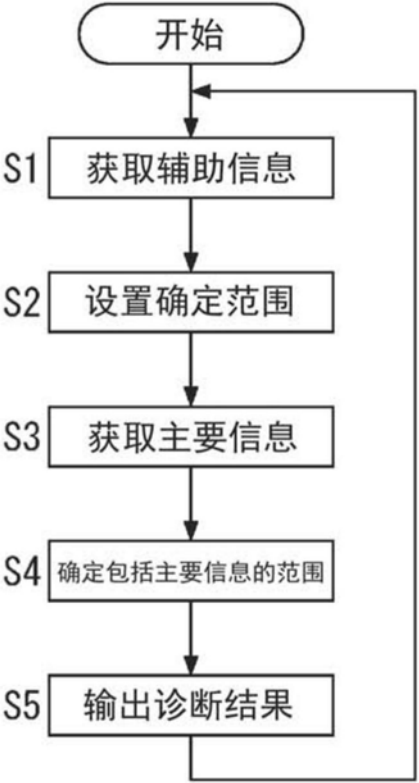 开始
S1 获取辅助信息
S2 设置确定范围
S3 获取主要信息
S4 确定包括主要信息的范围
S5 输出诊断结果